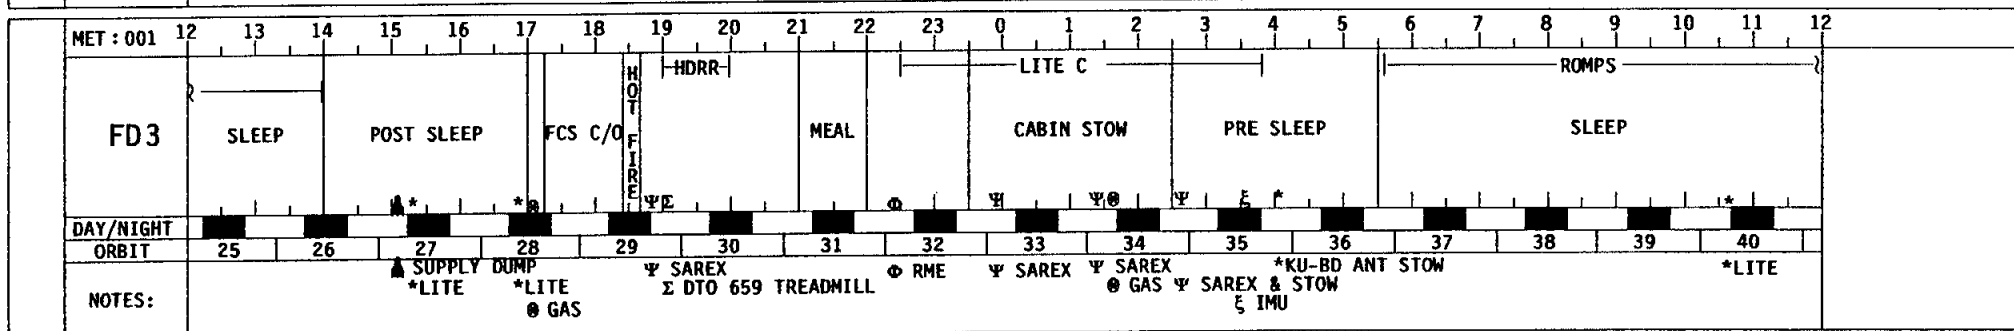 MET:001 12 13 14 15 16 17 18 19 20 21 22 23 0 1 2 3 4 5 6 7 8 9 10 11 12
HDRR LITE C ROMPS
FD3 SLEEP POST SLEEP FCS C/O HOT FIRE MEAL CABIN STOW PRE SLEEP SLEEP
* * Ψ Σ Φ Ψ Ψ ⊗ Ψ ξ * *
DAY/NIGHT
ORBIT 25 26 27 28 29 30 31 32 33 34 35 36 37 38 39 40
NOTES:
SUPPLY DUMP
*LITE
*LITE
⊗ GAS
Ψ SAREX
Σ DTO 659 TREADMILL
Φ RME
Ψ SAREX
Ψ SAREX
⊗ GAS
Ψ SAREX & STOW
ξ IMU
*KU-BD ANT STOW
*LITE